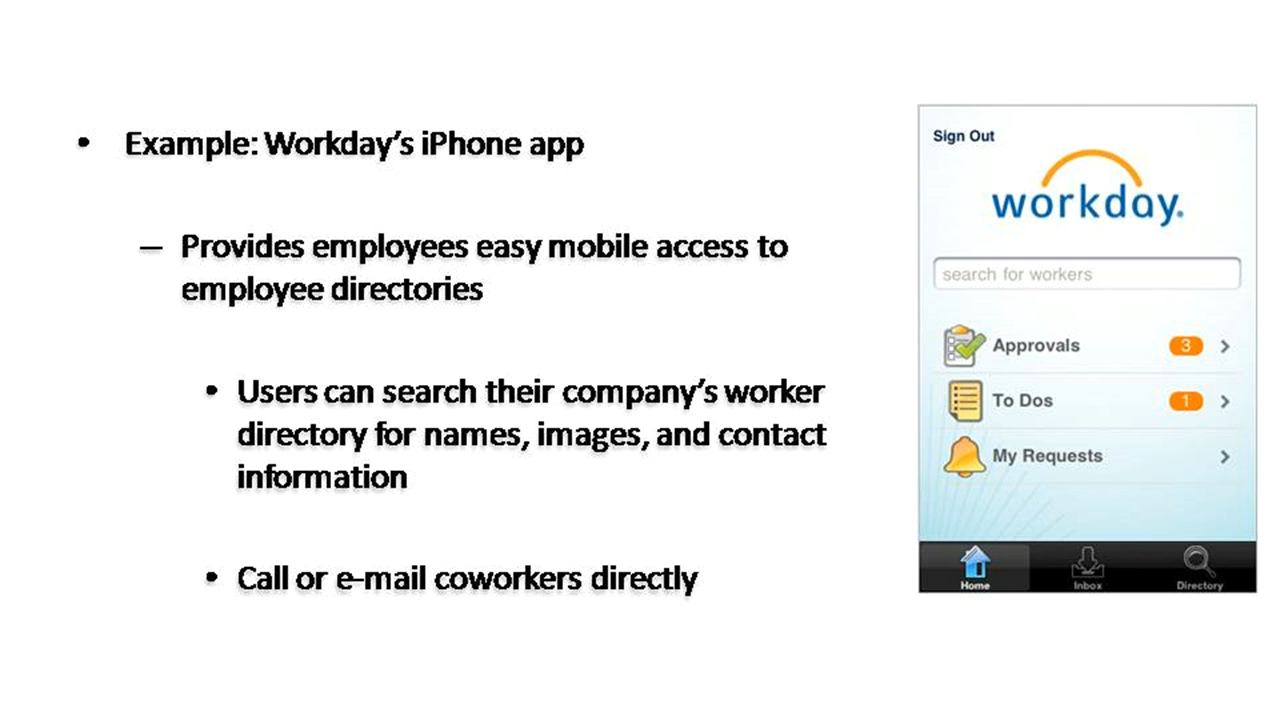 • Example: Workday's iPhone app
– Provides employees easy mobile access to
employee directories
• Users can search their company's worker
directory for names, images, and contact
information
• Call or e-mail coworkers directly
Sign Out
workday.
search for workers
Approvals 3
To Dos 1
My Requests
Home Inbox Directory